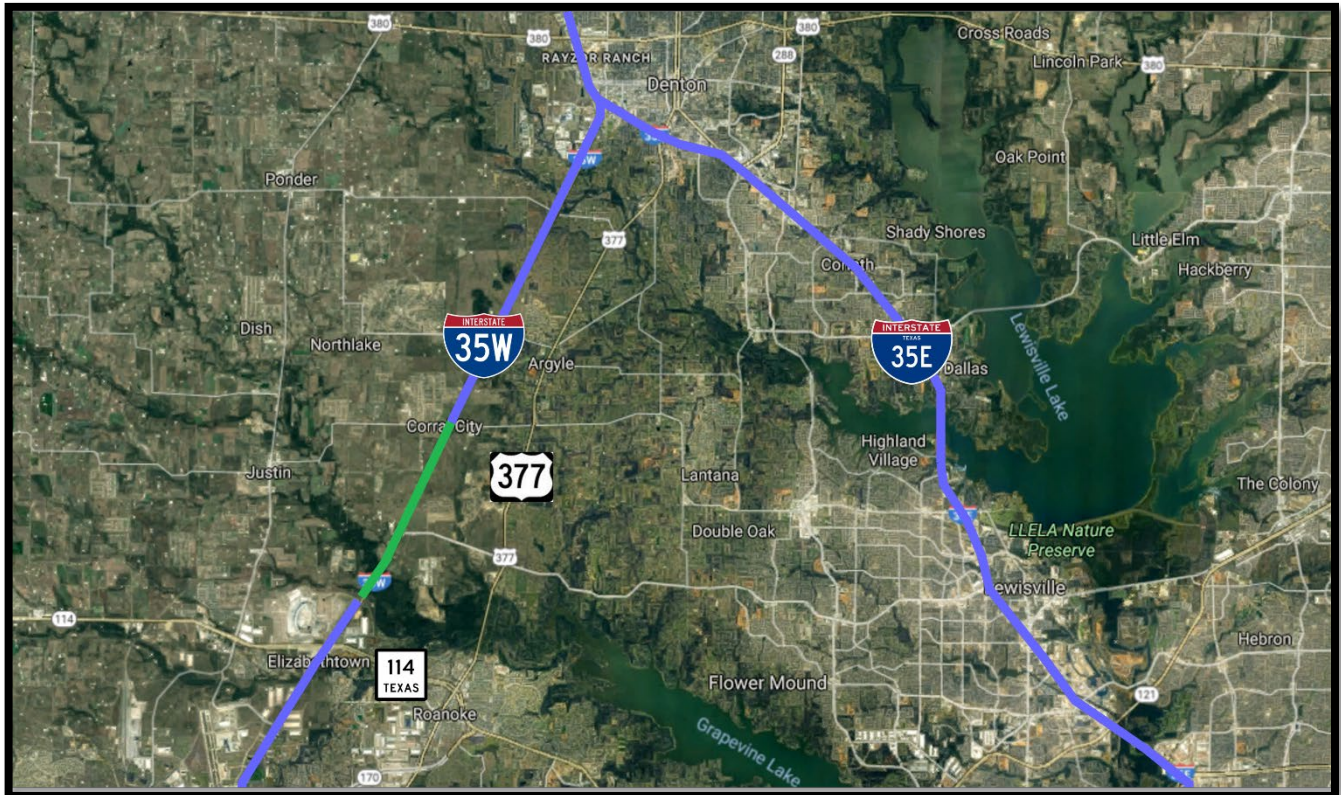 380
380
380
Cross Roads
RAYZOR RANCH
288
Lincoln Park
380
Denton
35W
Oak Point
Ponder
377
Shady Shores
Little Elm
Corinth
Hackberry
Dish
Northlake
INTERSTATE
35W
INTERSTATE
TEXAS
35E
Lewisville Lake
Argyle
Dallas
Corral City
Highland
Village
Justin
377
Lantana
The Colony
Double Oak
LLELA Nature
Preserve
377
Lewisville
114
Elizabethtown
114
TEXAS
Hebron
Flower Mound
121
Roanoke
Grapevine Lake
170